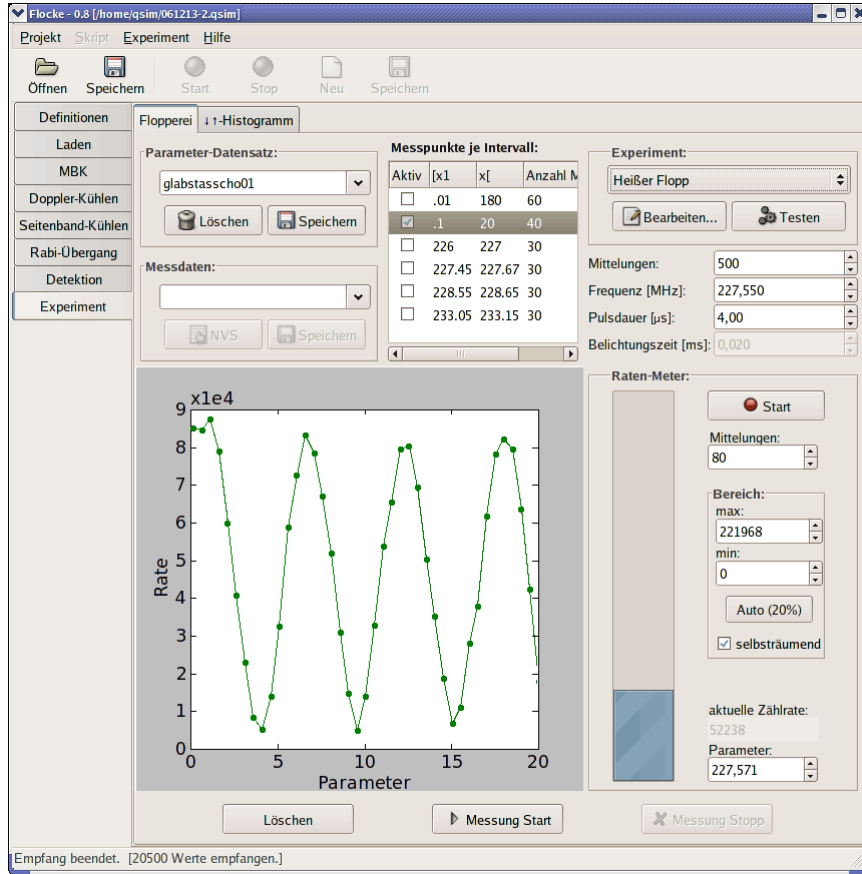 Flocke - 0.8 [/home/qsim/061213-2.qsim]
Projekt Skript Experiment Hilfe
Öffnen Speichern Start Stop Neu Speichern
Definitionen
Laden
MBK
Doppler-Kühlen
Seitenband-Kühlen
Rabi-Übergang
Detektion
Experiment
Flopperei ↓↑-Histogramm
Parameter-Datensatz:
glabstasscho01
Löschen Speichern
Messdaten:
NVS Speichern
Messpunkte je Intervall:
Aktiv [x1 x[ Anzahl M
.01 180 60
.1 20 40
226 227 30
227.45 227.67 30
228.55 228.65 30
233.05 233.15 30
Experiment:
Heißer Flopp
Bearbeiten... Testen
Mittelungen: 500
Frequenz [MHz]: 227,550
Pulsdauer [µs]: 4,00
Belichtungszeit [ms]: 0,020
x1e4
9
8
7
6
5
4
3
2
1
0
Rate
0 5 10 15 20
Parameter
Raten-Meter:
Start
Mittelungen:
80
Bereich:
max:
221968
min:
0
Auto (20%)
selbsträumend
aktuelle Zählrate:
52238
Parameter:
227,571
Löschen Messung Start Messung Stopp
Empfang beendet. [20500 Werte empfangen.]